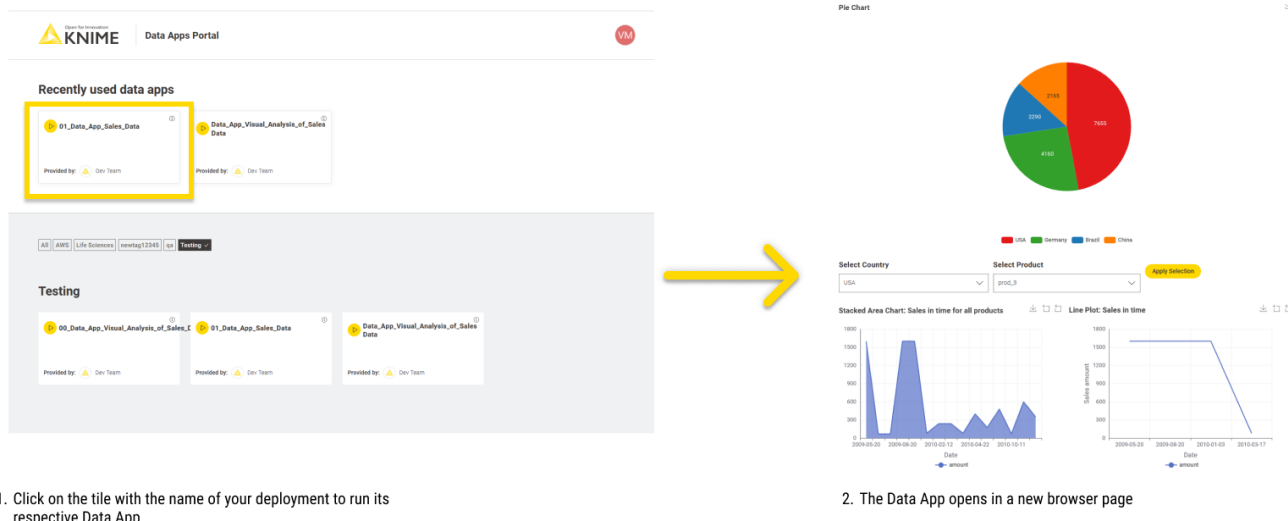 Open for Innovation
KNIME
Data Apps Portal
VM
Recently used data apps
01_Data_App_Sales_Data
Provided by:
Dev Team
Data_App_Visual_Analysis_of_Sales
Data
Provided by:
Dev Team
All
AWS
Life Sciences
newtag12345
qa
Testing
Testing
00_Data_App_Visual_Analysis_of_Sales_D
Provided by:
Dev Team
01_Data_App_Sales_Data
Provided by:
Dev Team
Data_App_Visual_Analysis_of_Sales
Data
Provided by:
Dev Team
1. Click on the tile with the name of your deployment to run its
respective Data App
Pie Chart
2165
2290
7655
4160
USA
Germany
Brazil
China
Select Country
USA
Select Product
prod_3
Apply Selection
Stacked Area Chart: Sales in time for all products
1800
1500
1200
900
600
300
0
2009-05-20 2009-08-20 2010-02-12 2010-04-22 2010-10-11
Date
amount
Line Plot: Sales in time
Sales amount
1800
1500
1200
900
600
300
0
2009-05-20 2009-08-20 2010-01-03 2010-03-17
Date
amount
2. The Data App opens in a new browser page